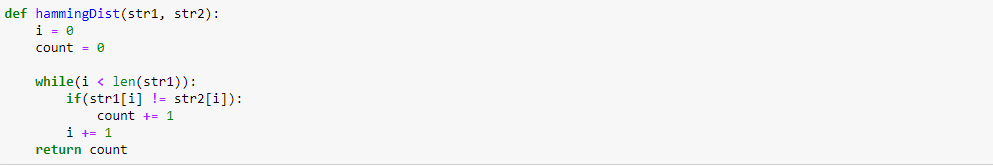 def hammingDist(str1, str2):
    i = 0
    count = 0

    while(i < len(str1)):
        if(str1[i] != str2[i]):
            count += 1
        i += 1
    return count